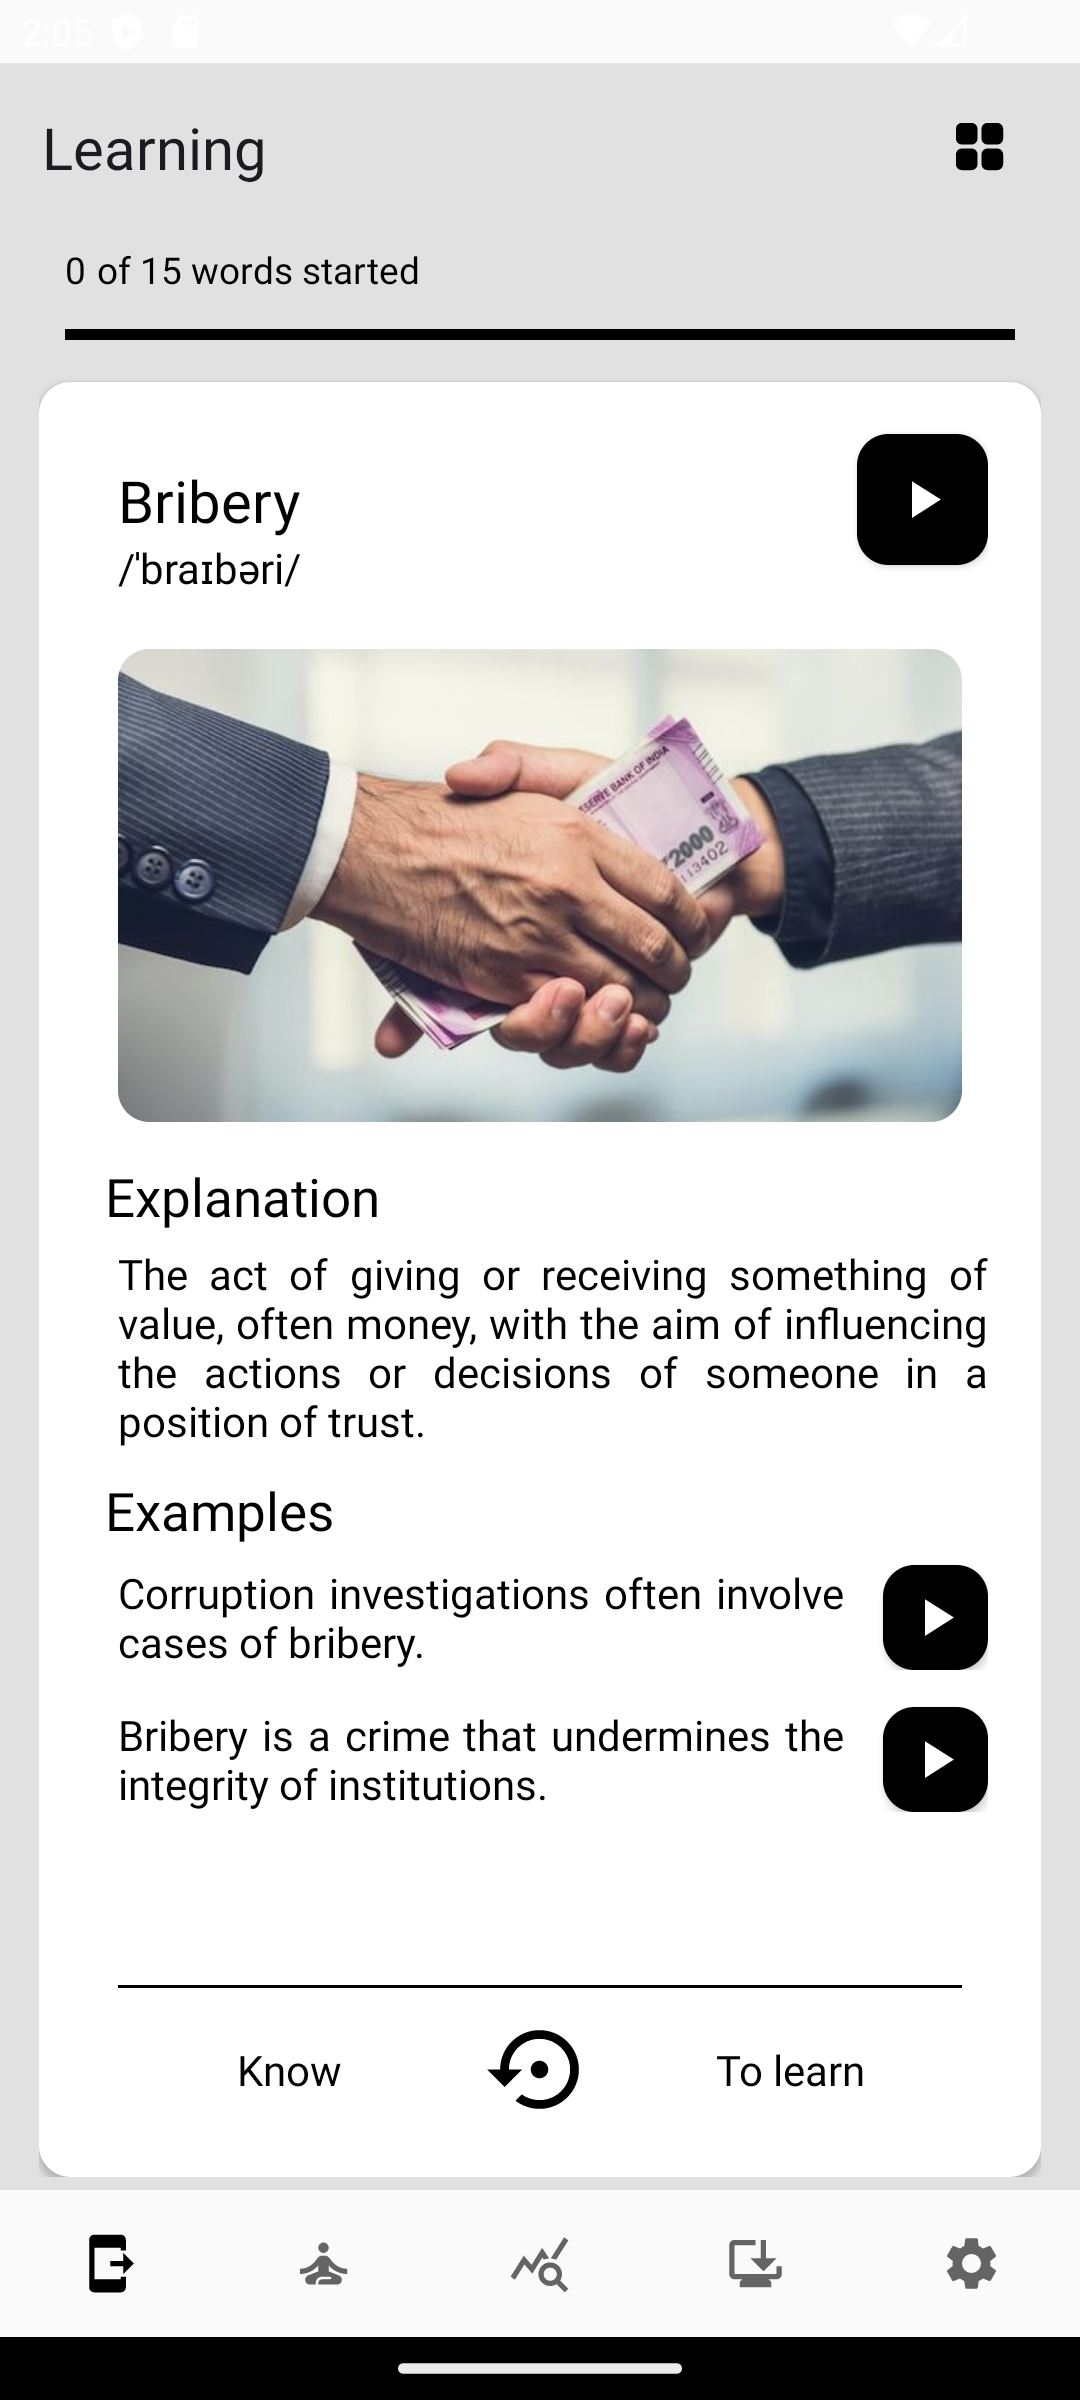 2:05
Learning
0 of 15 words started
Bribery
/ˈbraɪbəri/
RESERVE BANK OF INDIA
₹2000
113402
Explanation
The act of giving or receiving something of
value, often money, with the aim of influencing
the actions or decisions of someone in a
position of trust.
Examples
Corruption investigations often involve
cases of bribery.
Bribery is a crime that undermines the
integrity of institutions.
Know
To learn